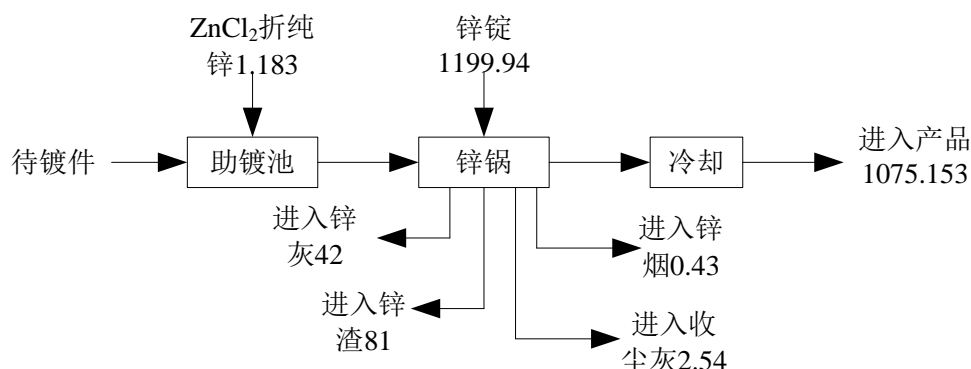 ZnCl₂折纯
锌1.183
锌锭
1199.94
待镀件
助镀池
锌锅
冷却
进入产品
1075.153
进入锌
灰42
进入锌
烟0.43
进入锌
渣81
进入收
尘灰2.54